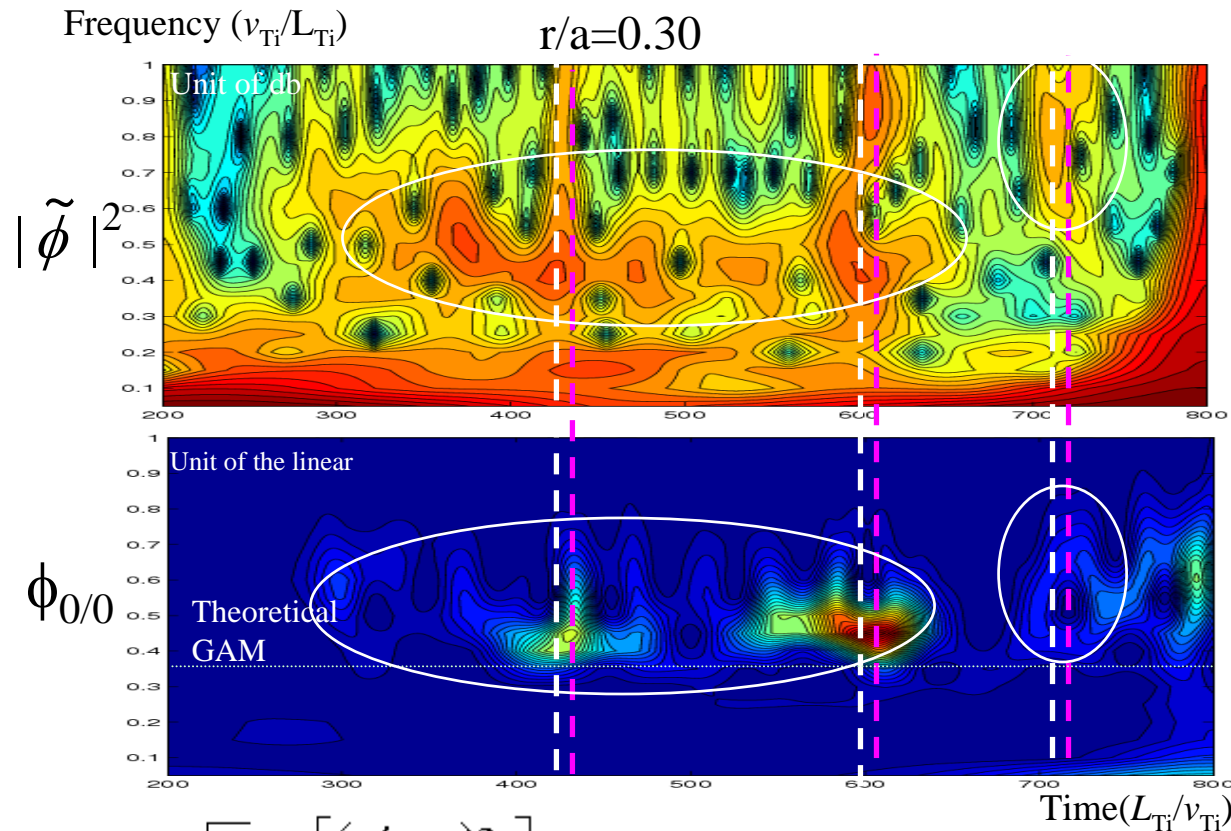 Frequency (v_Ti/L_Ti)
r/a=0.30
Unit of db
1
0.9
0.8
0.7
0.6
0.5
0.4
0.3
0.2
0.1
200 300 400 500 600 700 800
| φ̃ |²
Unit of the linear
1
0.9
0.8
0.7
0.6
0.5
0.4
0.3
0.2
0.1
Theoretical
GAM
ϕ_0/0
200 300 400 500 600 700 800
Time(L_Ti/v_Ti)